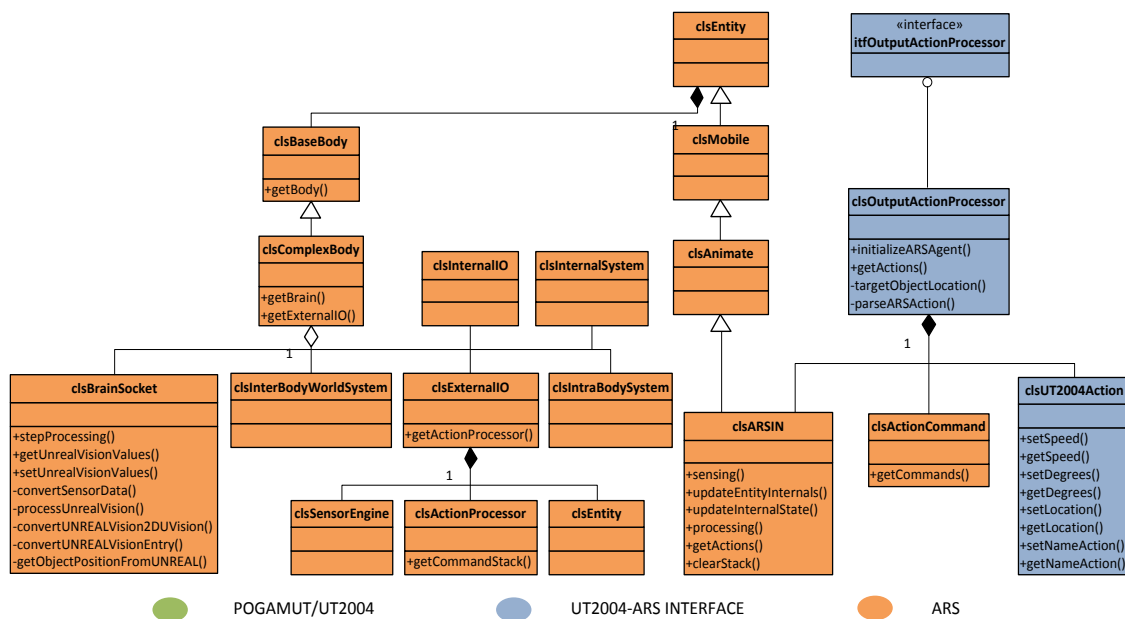 clsEntity
«interface»
itfOutputActionProcessor
1
clsBaseBody
+getBody()
clsMobile
clsOutputActionProcessor
+initializeARSAgent()
+getActions()
-targetObjectLocation()
-parseARSAction()
clsComplexBody
+getBrain()
+getExternalIO()
clsInternalIO
clsInternalSystem
clsAnimate
1
1
clsBrainSocket
+stepProcessing()
+getUnrealVisionValues()
+setUnrealVisionValues()
-convertSensorData()
-processUnrealVision()
-convertUNREALVision2DUVision()
-convertUNREALVisionEntry()
-getObjectPositionFromUNREAL()
clsInterBodyWorldSystem
clsExternalIO
+getActionProcessor()
clsIntraBodySystem
clsARSIN
+sensing()
+updateEntityInternals()
+updateInternalState()
+processing()
+getActions()
+clearStack()
clsActionCommand
+getCommands()
clsUT2004Action
+setSpeed()
+getSpeed()
+setDegrees()
+getDegrees()
+setLocation()
+getLocation()
+setNameAction()
+getNameAction()
1
clsSensorEngine
clsActionProcessor
+getCommandStack()
clsEntity
POGAMUT/UT2004
UT2004-ARS INTERFACE
ARS